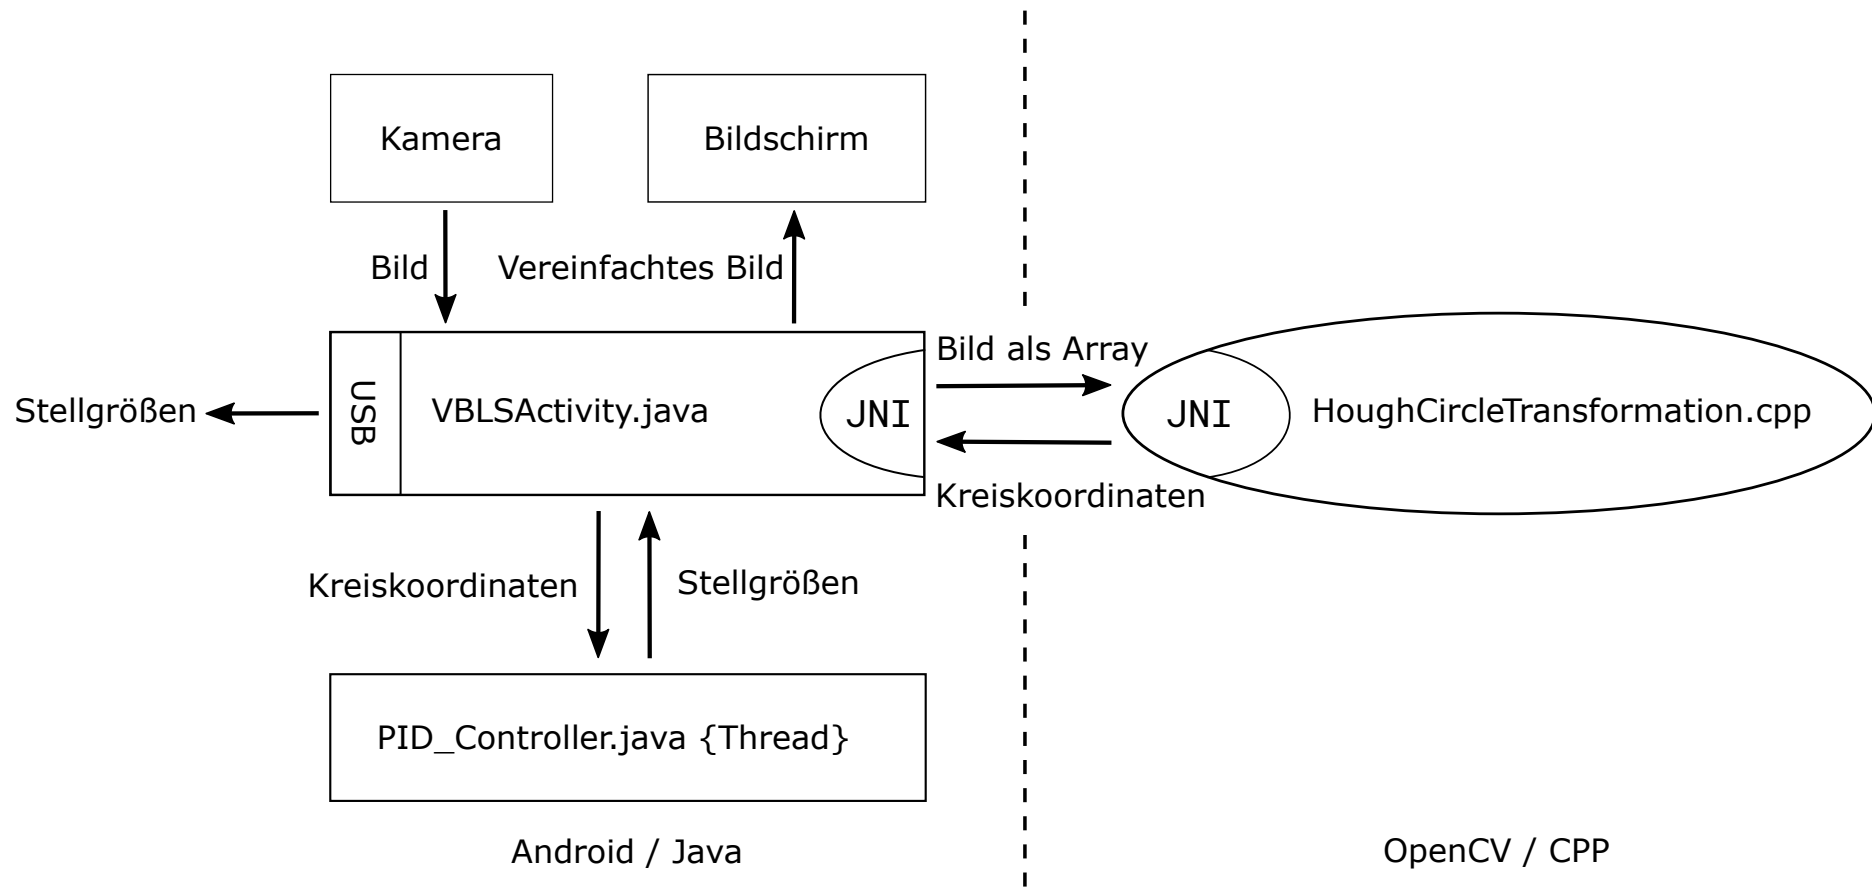 Kamera
Bildschirm
Bild
Vereinfachtes Bild
Bild als Array
Stellgrößen
USB
VBLSActivity.java
JNI
JNI
HoughCircleTransformation.cpp
Kreiskoordinaten
Kreiskoordinaten
Stellgrößen
PID_Controller.java {Thread}
Android / Java
OpenCV / CPP